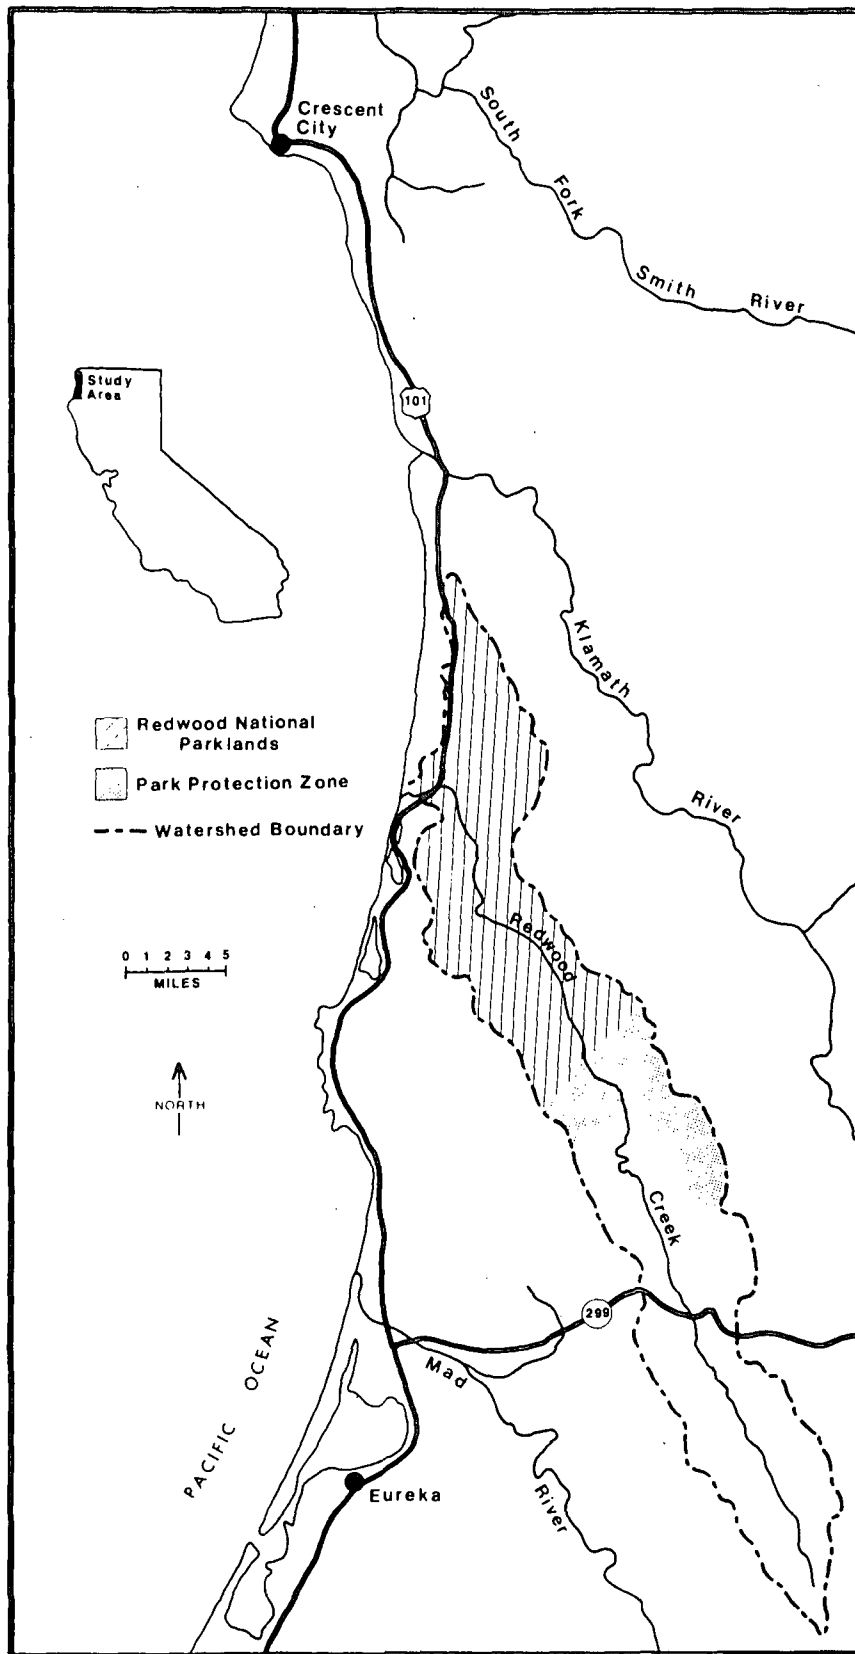 Crescent
City
South
Fork
Smith River
Study
Area
101
Klamath
River
Redwood National
Parklands
Park Protection Zone
Watershed Boundary
0 1 2 3 4 5
MILES
Redwood
Creek
NORTH
299
Mad
River
PACIFIC OCEAN
Eureka